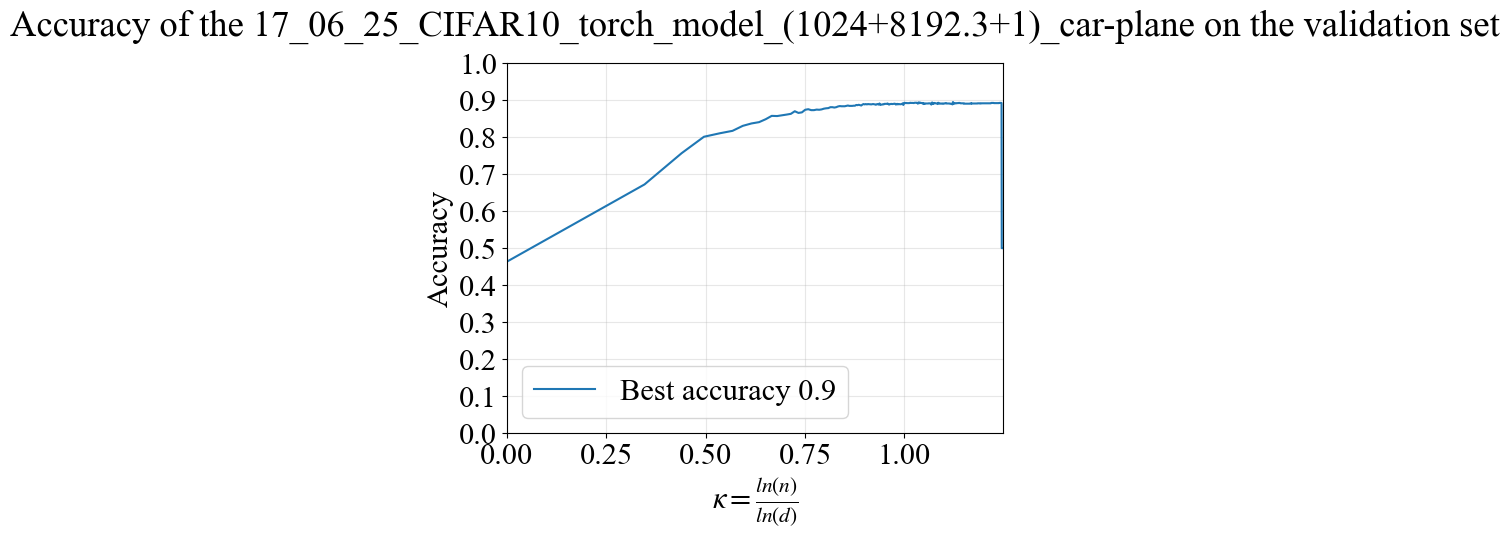 Accuracy of the 17_06_25_CIFAR10_torch_model_(1024+8192.3+1)_car-plane on the validation set
1.0
0.9
0.8
0.7
0.6
0.5
0.4
0.3
0.2
0.1
0.0
Accuracy
Best accuracy 0.9
0.00 0.25 0.50 0.75 1.00
κ = ln(n) / ln(d)